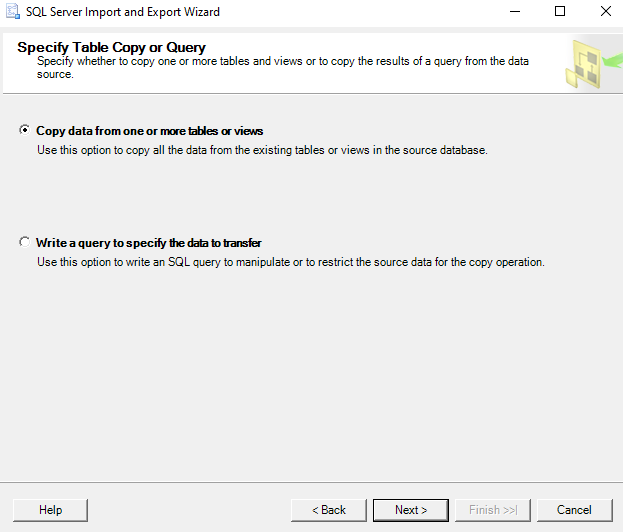 SQL Server Import and Export Wizard
Specify Table Copy or Query
Specify whether to copy one or more tables and views or to copy the results of a query from the data
source.
Copy data from one or more tables or views
Use this option to copy all the data from the existing tables or views in the source database.
Write a query to specify the data to transfer
Use this option to write an SQL query to manipulate or to restrict the source data for the copy operation.
Help
< Back
Next >
Finish >>|
Cancel